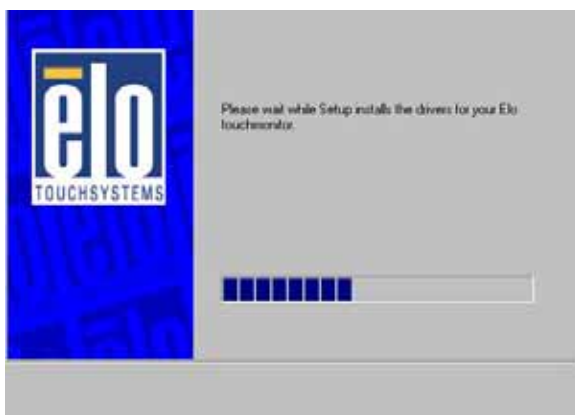 elo
TOUCHSYSTEMS
Please wait while Setup installs the drivers for your Elo
touchmonitor.